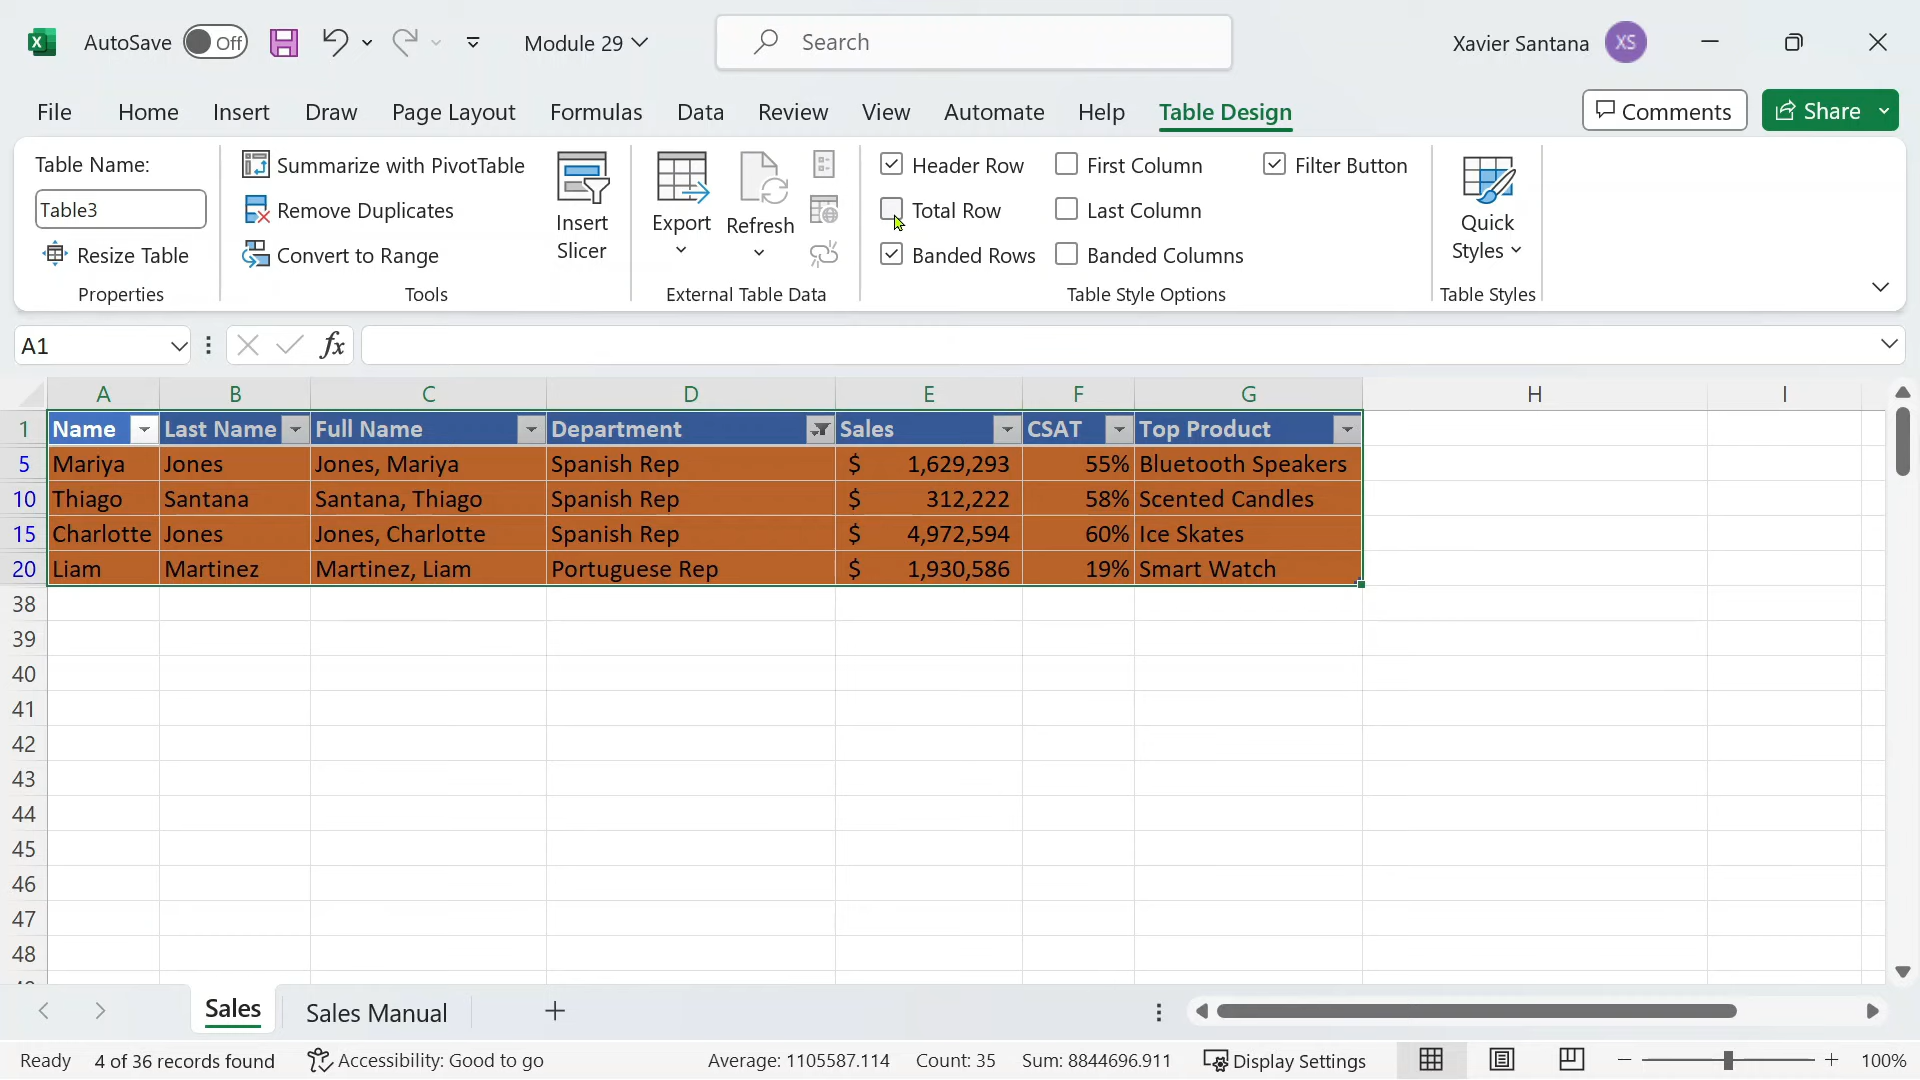 AutoSave Off Module 29 Search Xavier Santana XS
File Home Insert Draw Page Layout Formulas Data Review View Automate Help Table Design Comments Share
Table Name:
Table3
Resize Table
Properties
Summarize with PivotTable
Remove Duplicates
Convert to Range
Insert
Slicer
Tools
Export
Refresh
External Table Data
Header Row
Total Row
Banded Rows
First Column
Last Column
Banded Columns
Filter Button
Table Style Options
Quick
Styles
Table Styles
A1 fx
A B C D E F G H I
1 Name Last Name Full Name Department Sales CSAT Top Product
5 Mariya Jones Jones, Mariya Spanish Rep $ 1,629,293 55% Bluetooth Speakers
10 Thiago Santana Santana, Thiago Spanish Rep $ 312,222 58% Scented Candles
15 Charlotte Jones Jones, Charlotte Spanish Rep $ 4,972,594 60% Ice Skates
20 Liam Martinez Martinez, Liam Portuguese Rep $ 1,930,586 19% Smart Watch
38
39
40
41
42
43
44
45
46
47
48
Sales Sales Manual
Ready 4 of 36 records found Accessibility: Good to go Average: 1105587.114 Count: 35 Sum: 8844696.911 Display Settings 100%